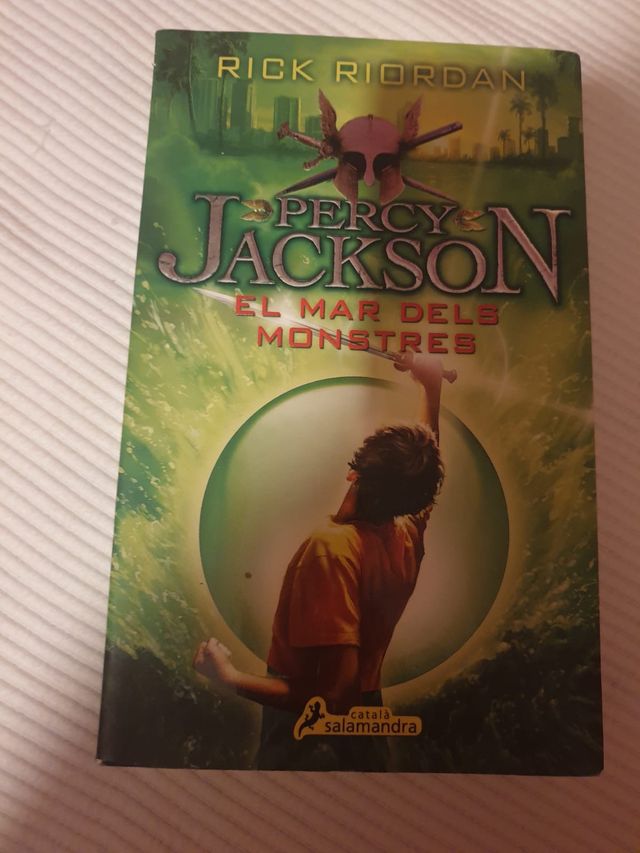 RICK RIORDAN
PERCY
JACKSON
EL MAR DELS
MONSTRES
català
salamandra